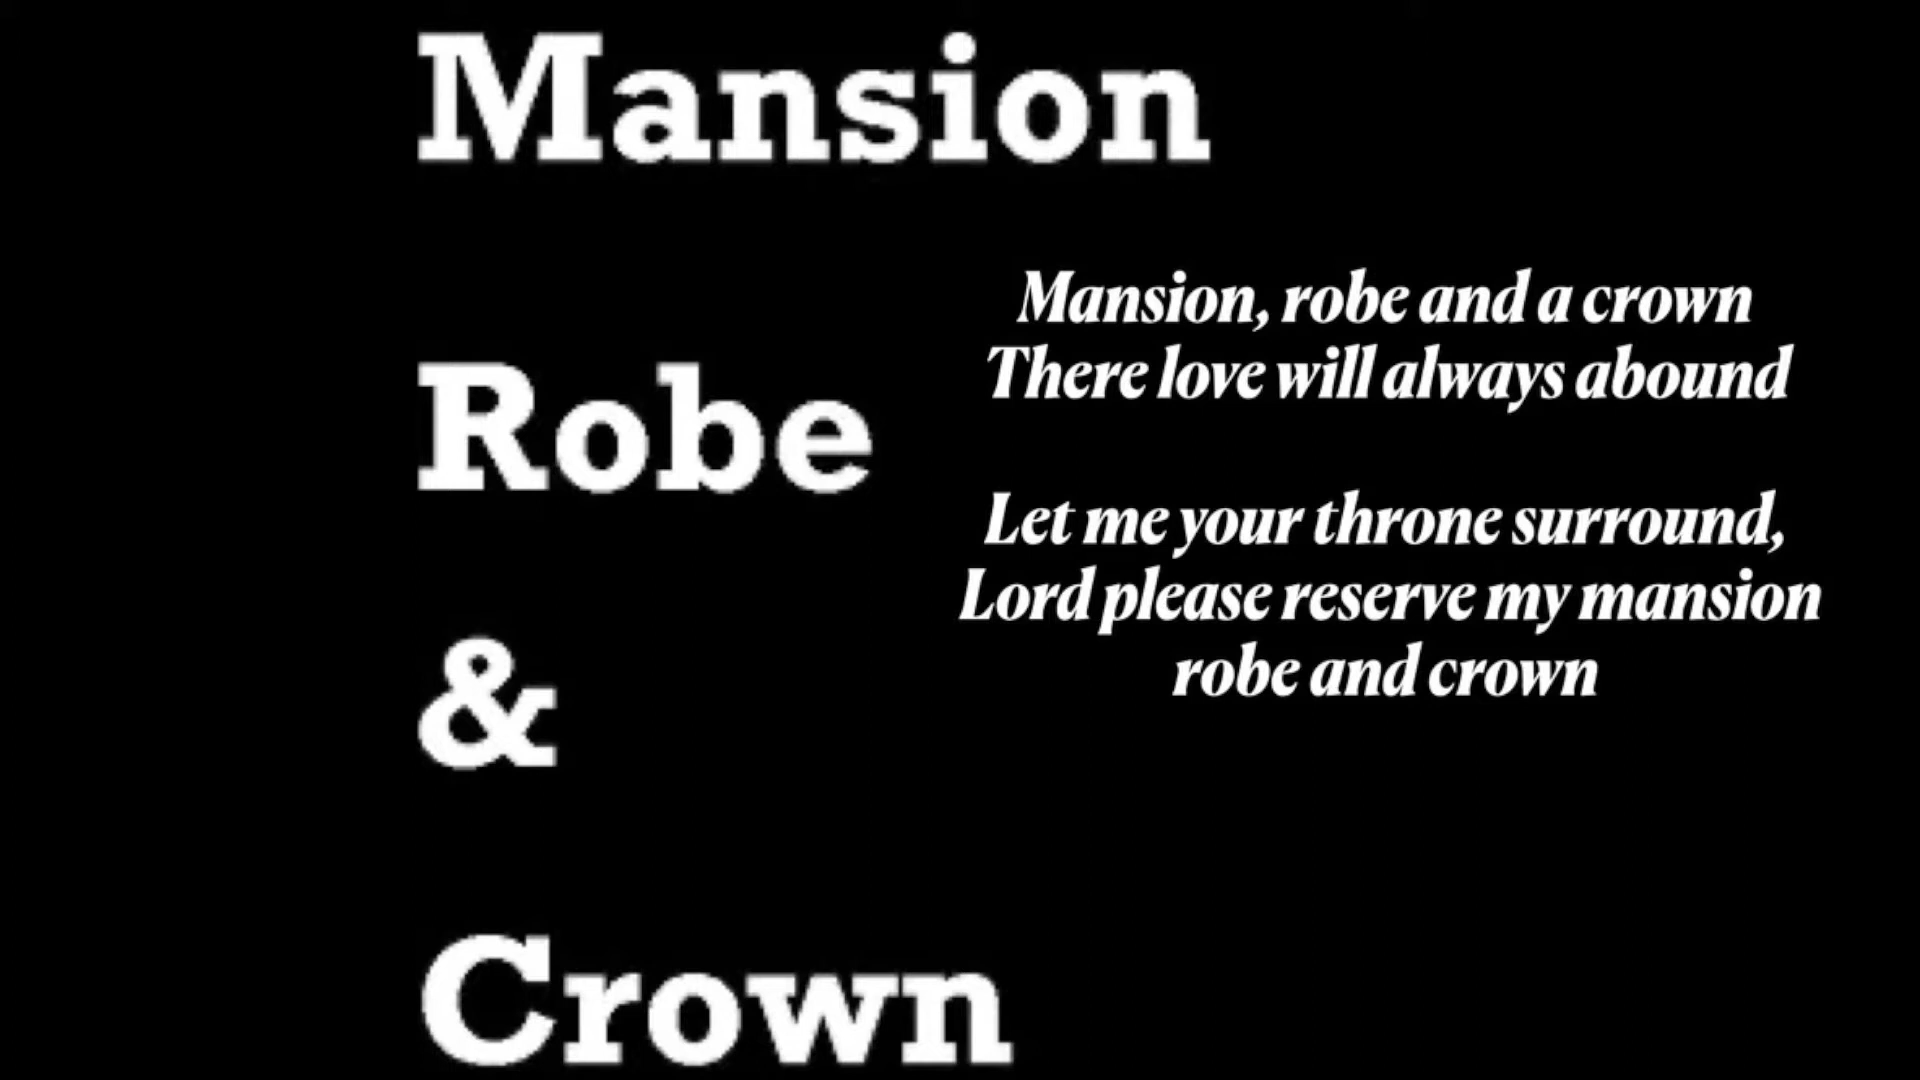 Mansion
Robe
&
Crown
Mansion, robe and a crown
There love will always abound
Let me your throne surround,
Lord please reserve my mansion
robe and crown